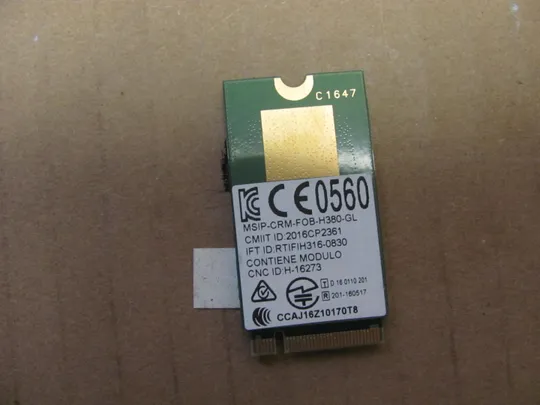 C1647
CE0560
MSIP-CRM-FOB-H380-GL
CMIIT ID:2016CP2361
IFT ID:RTIFIH316-0830
CONTIENE MODULO
CNC ID:H-16273
T D 16 0110 201
R 201-160517
CCAJ16Z10170T8